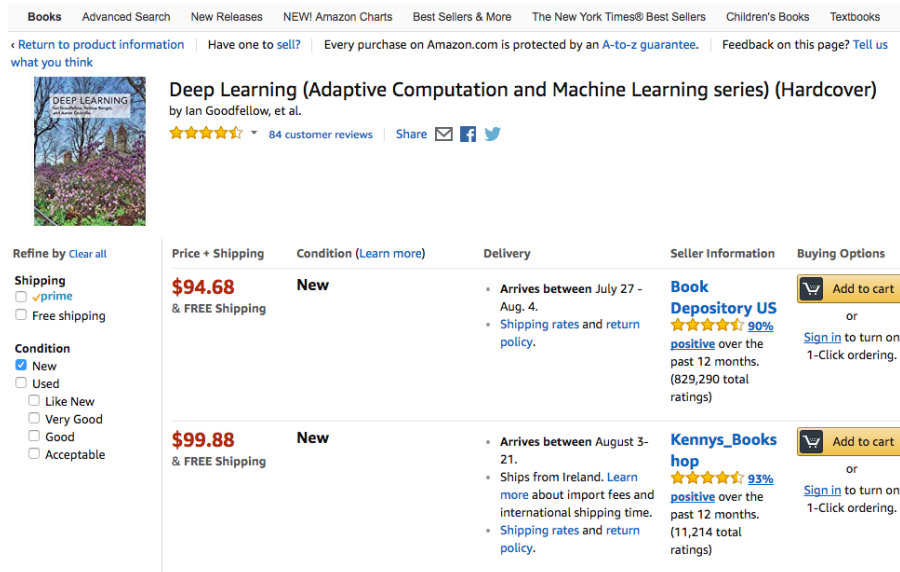 Books Advanced Search New Releases NEW! Amazon Charts Best Sellers & More The New York Times® Best Sellers Children's Books Textbooks
‹ Return to product information Have one to sell? Every purchase on Amazon.com is protected by an A-to-z guarantee. Feedback on this page? Tell us
what you think
DEEP LEARNING
Deep Learning (Adaptive Computation and Machine Learning series) (Hardcover)
by Ian Goodfellow, et al.
84 customer reviews Share
Refine by Clear all
Shipping
prime
Free shipping
Condition
New
Used
Like New
Very Good
Good
Acceptable
Price + Shipping Condition (Learn more) Delivery Seller Information Buying Options
$94.68
& FREE Shipping
New
Arrives between July 27 -
Aug. 4.
Shipping rates and return
policy.
Book
Depository US
90%
positive over the
past 12 months.
(829,290 total
ratings)
Add to cart
or
Sign in to turn on
1-Click ordering.
$99.88
& FREE Shipping
New
Arrives between August 3-
21.
Ships from Ireland. Learn
more about import fees and
international shipping time.
Shipping rates and return
policy.
Kennys_Books
hop
93%
positive over the
past 12 months.
(11,214 total
ratings)
Add to cart
or
Sign in to turn on
1-Click ordering.